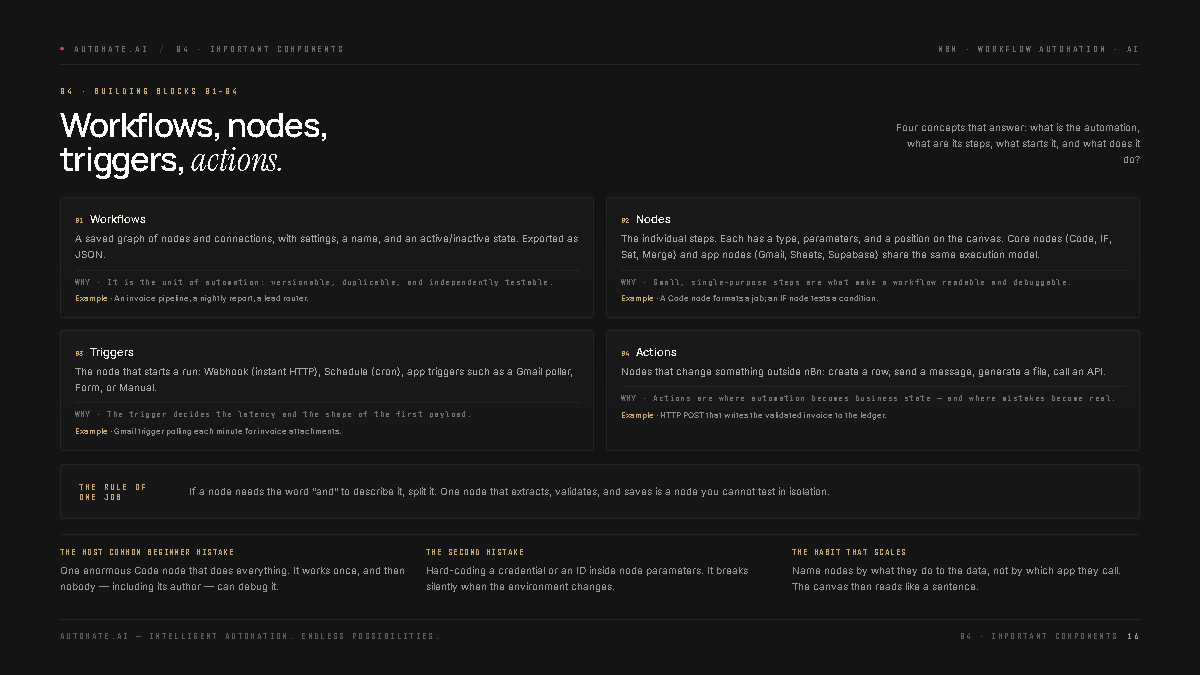 AUTOMATE.AI / 04 · IMPORTANT COMPONENTS
N8N · WORKFLOW AUTOMATION · AI
04 · BUILDING BLOCKS 01–04
Workflows, nodes,
triggers, actions.
Four concepts that answer: what is the automation,
what are its steps, what starts it, and what does it
do?
01 Workflows
A saved graph of nodes and connections, with settings, a name, and an active/inactive state. Exported as
JSON.
WHY · It is the unit of automation: versionable, duplicable, and independently testable.
Example · An invoice pipeline, a nightly report, a lead router.
02 Nodes
The individual steps. Each has a type, parameters, and a position on the canvas. Core nodes (Code, IF,
Set, Merge) and app nodes (Gmail, Sheets, Supabase) share the same execution model.
WHY · Small, single-purpose steps are what make a workflow readable and debuggable.
Example · A Code node formats a job; an IF node tests a condition.
03 Triggers
The node that starts a run: Webhook (instant HTTP), Schedule (cron), app triggers such as a Gmail poller,
Form, or Manual.
WHY · The trigger decides the latency and the shape of the first payload.
Example · Gmail trigger polling each minute for invoice attachments.
04 Actions
Nodes that change something outside n8n: create a row, send a message, generate a file, call an API.
WHY · Actions are where automation becomes business state — and where mistakes become real.
Example · HTTP POST that writes the validated invoice to the ledger.
THE RULE OF
ONE JOB
If a node needs the word "and" to describe it, split it. One node that extracts, validates, and saves is a node you cannot test in isolation.
THE MOST COMMON BEGINNER MISTAKE
One enormous Code node that does everything. It works once, and then
nobody — including its author — can debug it.
THE SECOND MISTAKE
Hard-coding a credential or an ID inside node parameters. It breaks
silently when the environment changes.
THE HABIT THAT SCALES
Name nodes by what they do to the data, not by which app they call.
The canvas then reads like a sentence.
AUTOMATE.AI — INTELLIGENT AUTOMATION. ENDLESS POSSIBILITIES.
04 · IMPORTANT COMPONENTS 16